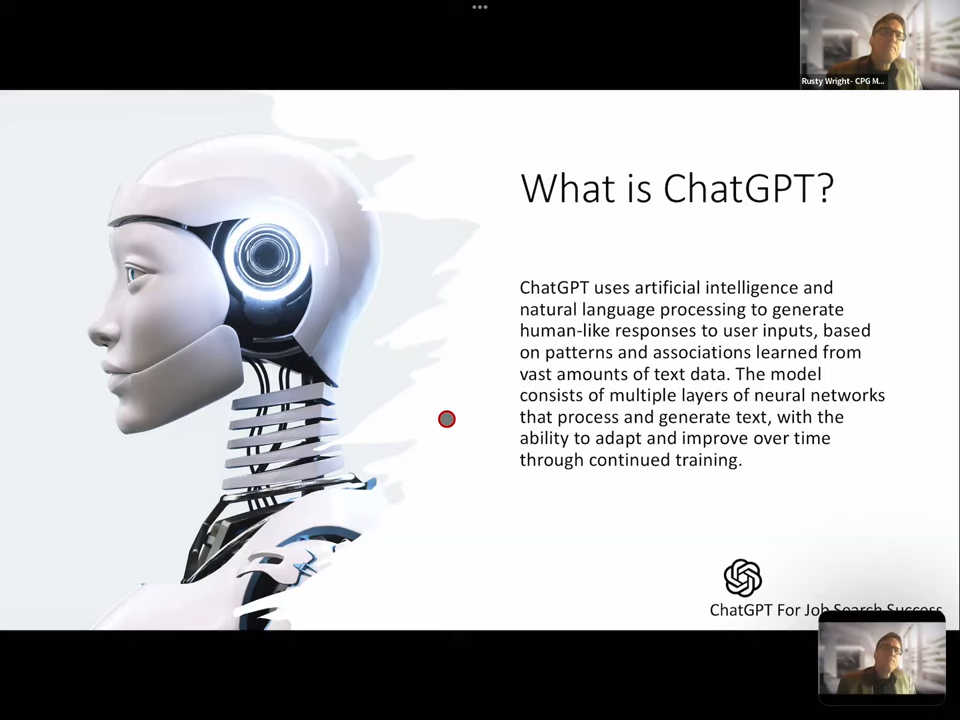 Rusty Wright- CPG M...
What is ChatGPT?
ChatGPT uses artificial intelligence and
natural language processing to generate
human-like responses to user inputs, based
on patterns and associations learned from
vast amounts of text data. The model
consists of multiple layers of neural networks
that process and generate text, with the
ability to adapt and improve over time
through continued training.
ChatGPT For Job Search Success